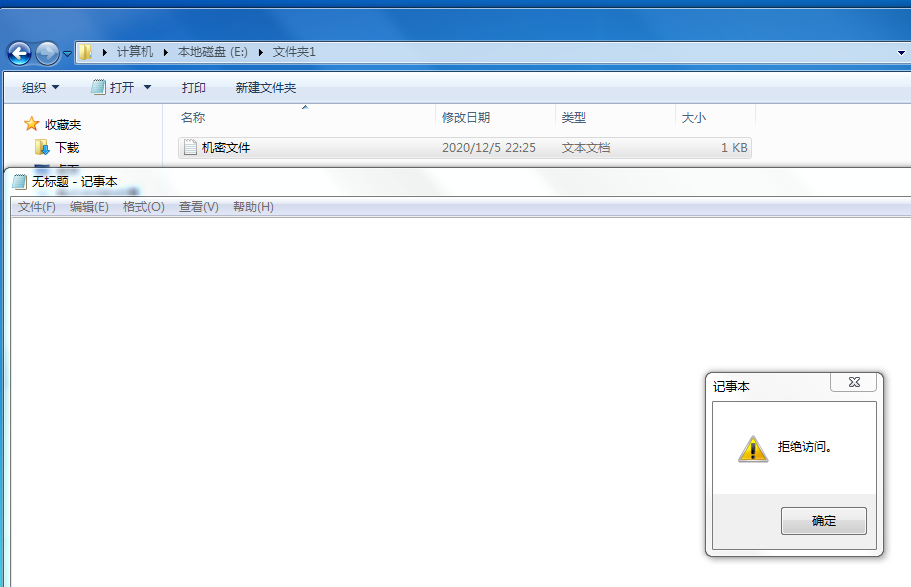 计算机 本地磁盘 (E:) 文件夹1
组织 打开 打印 新建文件夹
名称 修改日期 类型 大小
收藏夹
下载
机密文件 2020/12/5 22:25 文本文档 1 KB
无标题 - 记事本
文件(F) 编辑(E) 格式(O) 查看(V) 帮助(H)
记事本
拒绝访问。
确定